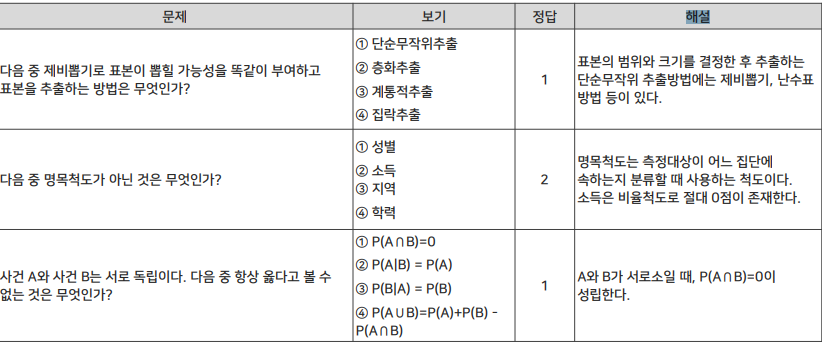 문제 보기 정답 해설
다음 중 제비뽑기로 표본이 뽑힐 가능성을 똑같이 부여하고
표본을 추출하는 방법은 무엇인가?
① 단순무작위추출
② 층화추출
③ 계통적추출
④ 집락추출
1
표본의 범위와 크기를 결정한 후 추출하는
단순무작위 추출방법에는 제비뽑기, 난수표
방법 등이 있다.
다음 중 명목척도가 아닌 것은 무엇인가?
① 성별
② 소득
③ 지역
④ 학력
2
명목척도는 측정대상이 어느 집단에
속하는지 분류할 때 사용하는 척도이다.
소득은 비율척도로 절대 0점이 존재한다.
사건 A와 사건 B는 서로 독립이다. 다음 중 항상 옳다고 볼 수
없는 것은 무엇인가?
① P(A∩B)=0
② P(A|B) = P(A)
③ P(B|A) = P(B)
④ P(A∪B)=P(A)+P(B) -
P(A∩B)
1
A와 B가 서로소일 때, P(A∩B)=0이
성립한다.